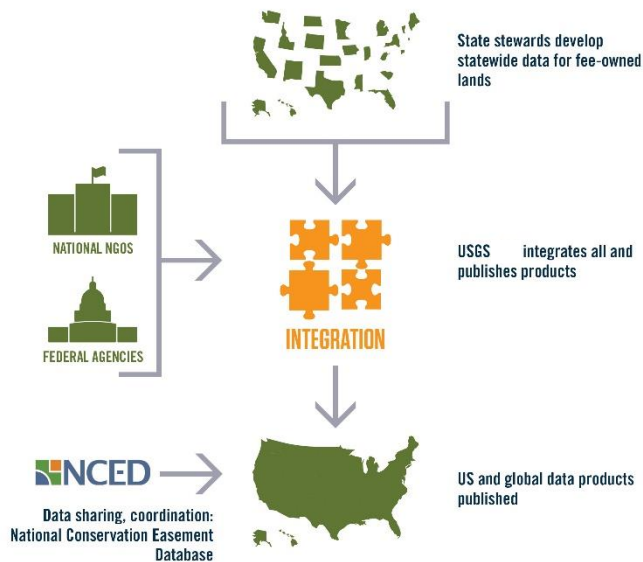 State stewards develop
statewide data for fee-owned
lands
NATIONAL NGOS
FEDERAL AGENCIES
USGS integrates all and
publishes products
INTEGRATION
NCED
Data sharing, coordination:
National Conservation Easement
Database
US and global data products
published